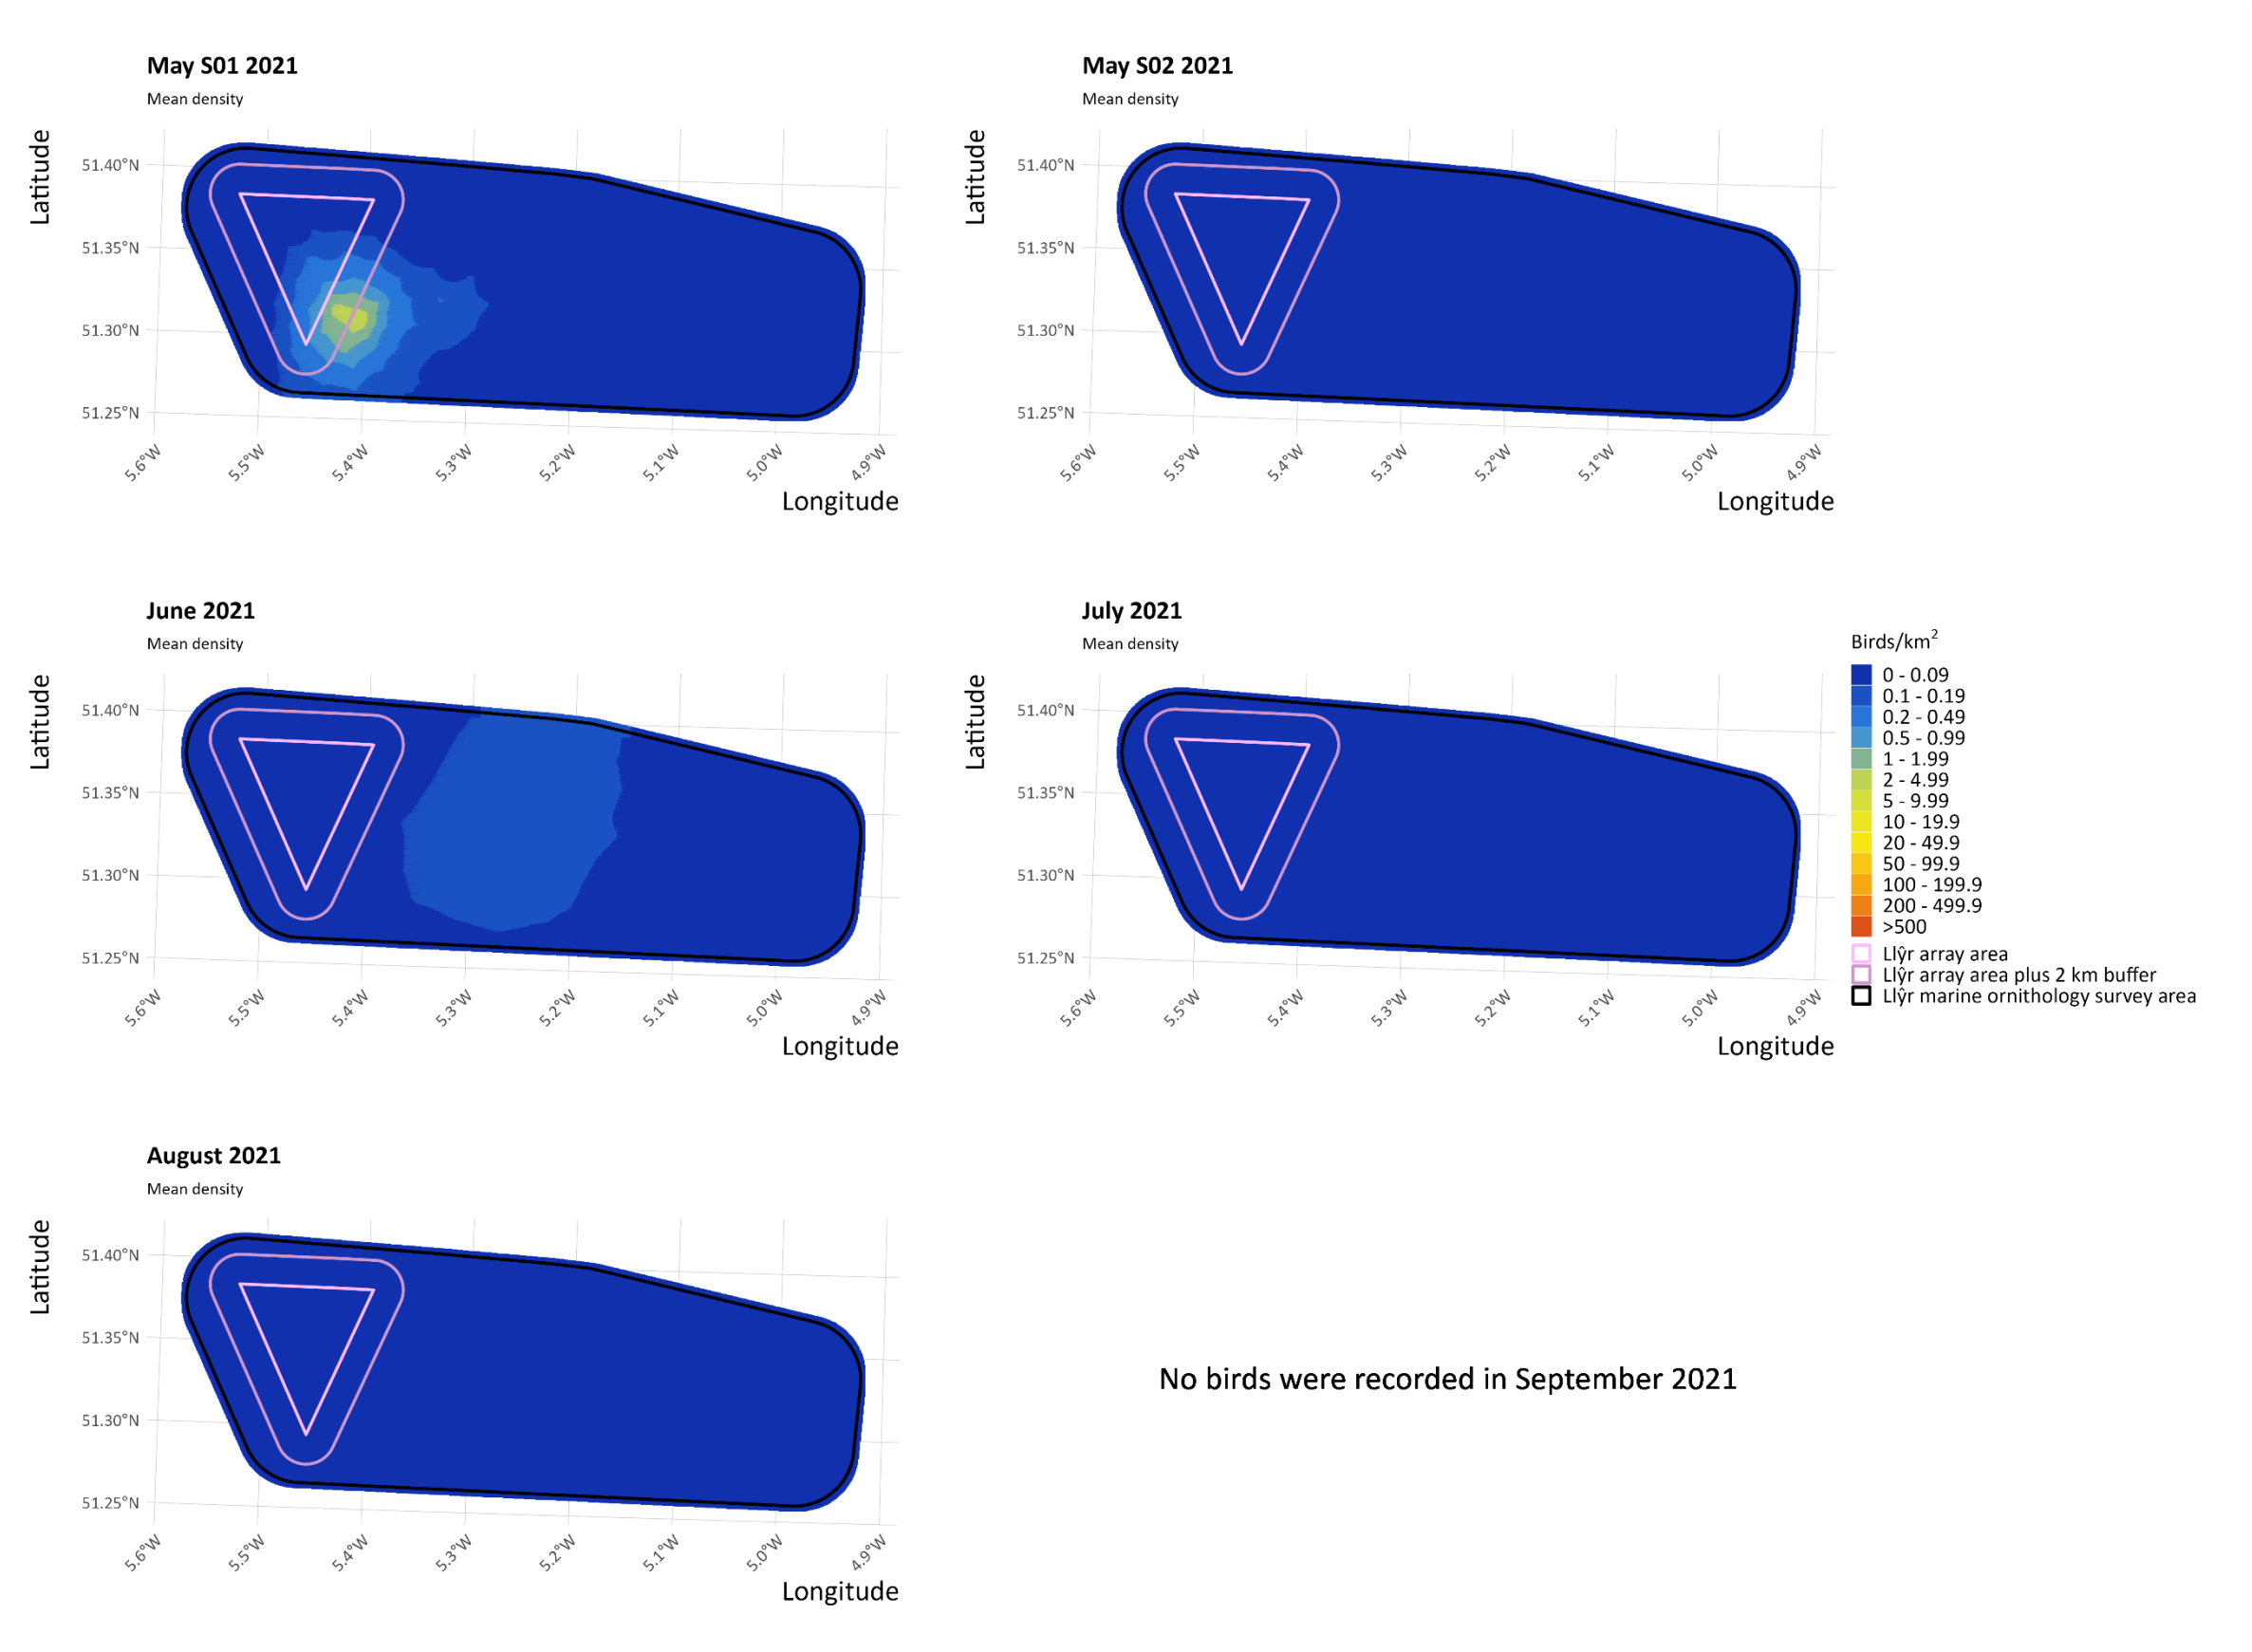 May S01 2021
Mean density
Latitude
51.40°N
51.35°N
51.30°N
51.25°N
5.6°W
5.5°W
5.4°W
5.3°W
5.2°W
5.1°W
5.0°W
4.9°W
Longitude
May S02 2021
Mean density
Latitude
51.40°N
51.35°N
51.30°N
51.25°N
5.6°W
5.5°W
5.4°W
5.3°W
5.2°W
5.1°W
5.0°W
4.9°W
Longitude
June 2021
Mean density
Latitude
51.40°N
51.35°N
51.30°N
51.25°N
5.6°W
5.5°W
5.4°W
5.3°W
5.2°W
5.1°W
5.0°W
4.9°W
Longitude
July 2021
Mean density
Latitude
51.40°N
51.35°N
51.30°N
51.25°N
5.6°W
5.5°W
5.4°W
5.3°W
5.2°W
5.1°W
5.0°W
4.9°W
Longitude
Birds/km²
0 - 0.09
0.1 - 0.19
0.2 - 0.49
0.5 - 0.99
1 - 1.99
2 - 4.99
5 - 9.99
10 - 19.9
20 - 49.9
50 - 99.9
100 - 199.9
200 - 499.9
>500
Llŷr array area
Llŷr array area plus 2 km buffer
Llŷr marine ornithology survey area
August 2021
Mean density
Latitude
51.40°N
51.35°N
51.30°N
51.25°N
5.6°W
5.5°W
5.4°W
5.3°W
5.2°W
5.1°W
5.0°W
4.9°W
Longitude
No birds were recorded in September 2021